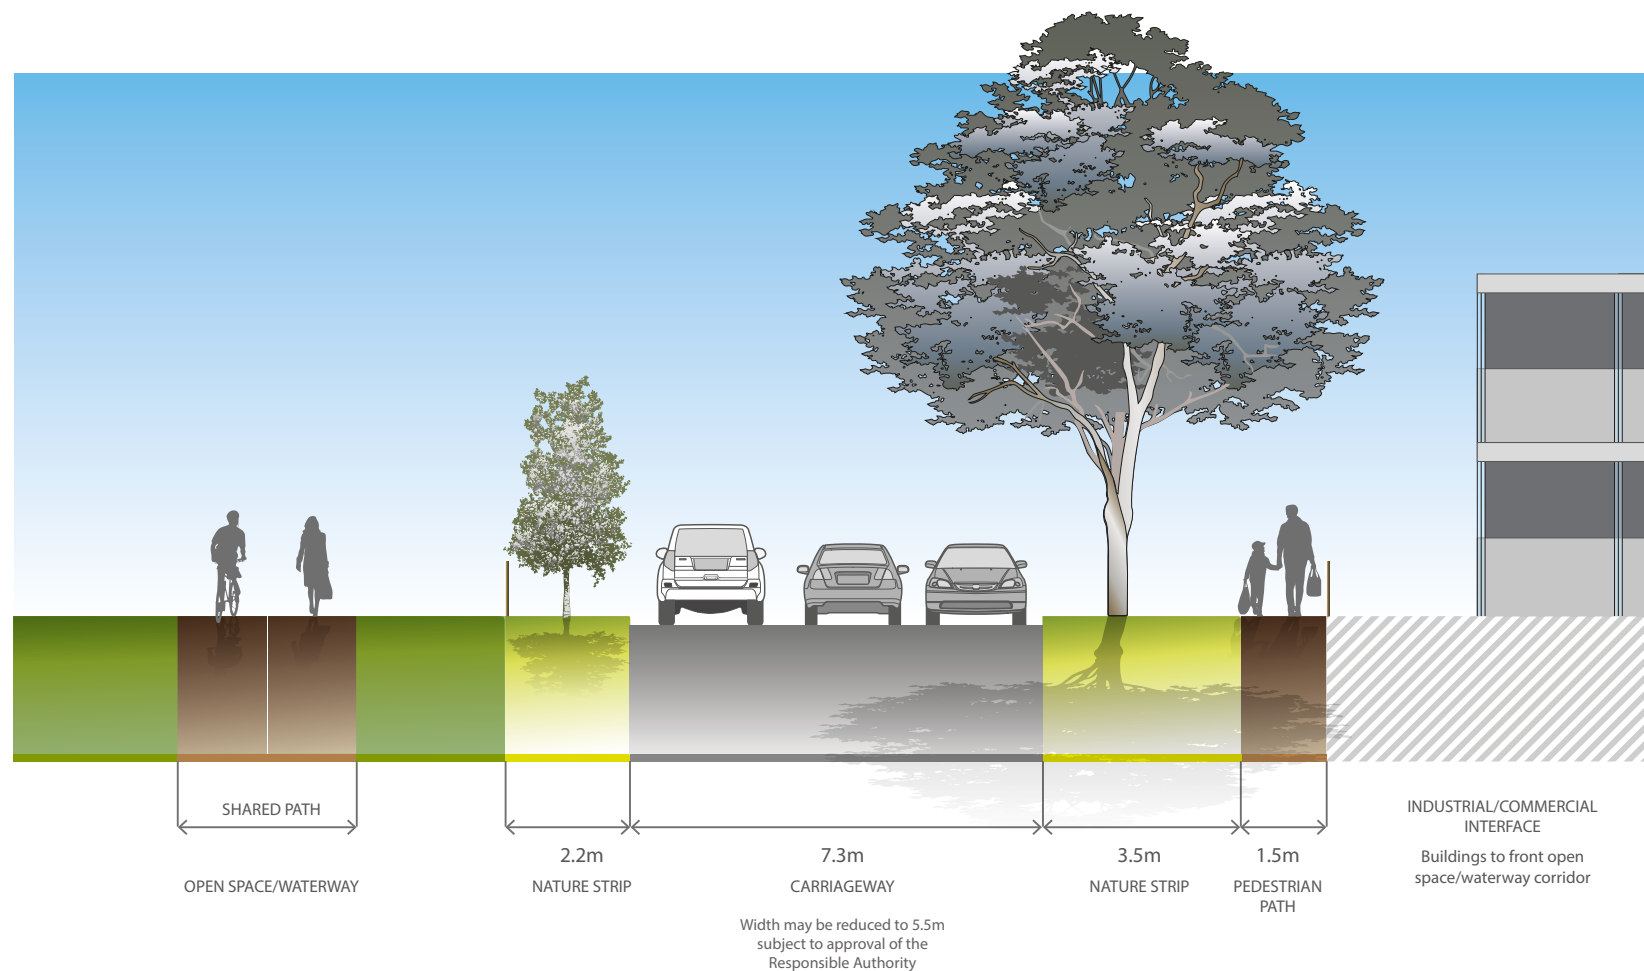 SHARED PATH
OPEN SPACE/WATERWAY
2.2m
NATURE STRIP
7.3m
CARRIAGEWAY
Width may be reduced to 5.5m
subject to approval of the
Responsible Authority
3.5m
NATURE STRIP
1.5m
PEDESTRIAN
PATH
INDUSTRIAL/COMMERCIAL
INTERFACE
Buildings to front open
space/waterway corridor